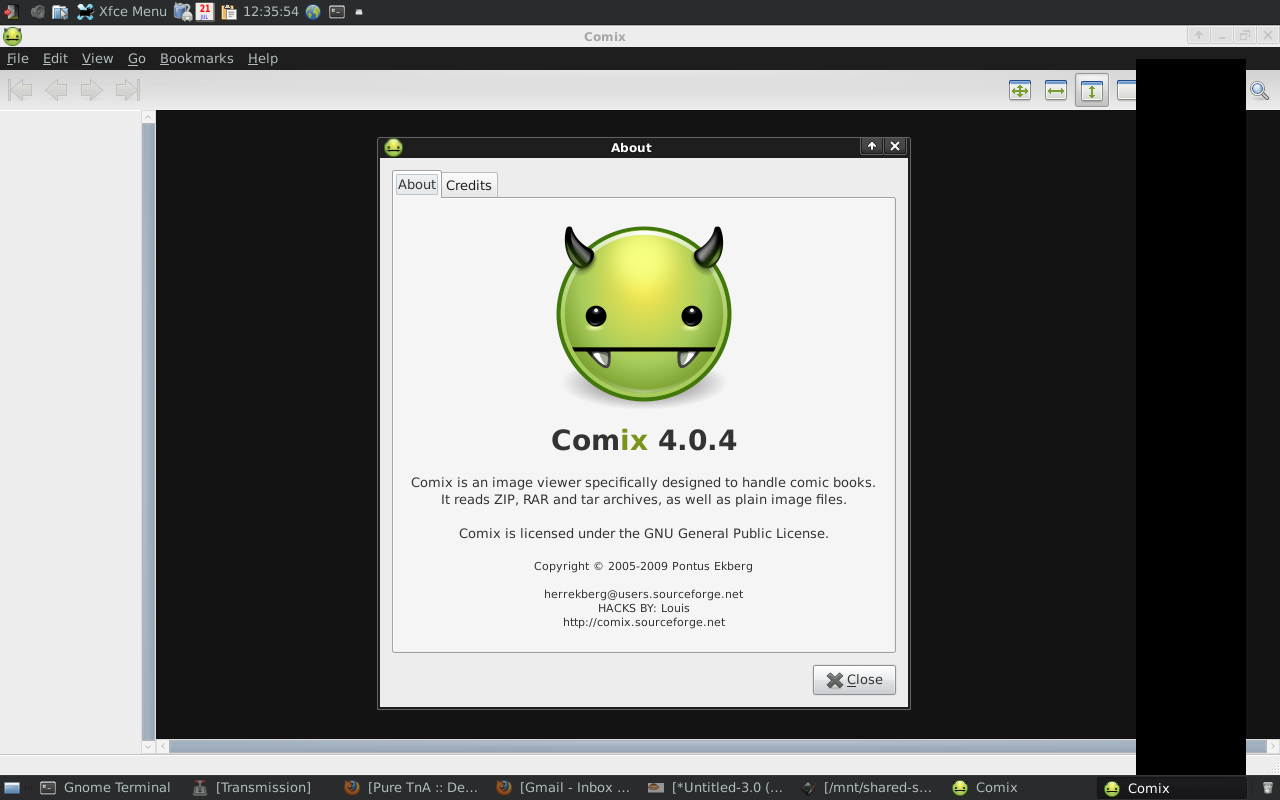 Xfce Menu
21
JUL
12:35:54
Comix
File Edit View Go Bookmarks Help
About
About Credits
Comix 4.0.4
Comix is an image viewer specifically designed to handle comic books.
It reads ZIP, RAR and tar archives, as well as plain image files.
Comix is licensed under the GNU General Public License.
Copyright © 2005-2009 Pontus Ekberg
herrekberg@users.sourceforge.net
HACKS BY: Louis
http://comix.sourceforge.net
Close
Gnome Terminal [Transmission] [Pure TnA :: De... [Gmail - Inbox ... [*Untitled-3.0 (... [/mnt/shared-s... Comix Comix